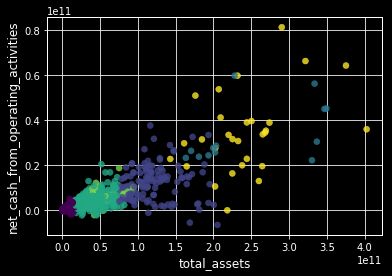 1e11
0.8
0.6
0.4
0.2
0.0
net_cash_from_operating_activities
0.0 0.5 1.0 1.5 2.0 2.5 3.0 3.5 4.0
1e11
total_assets